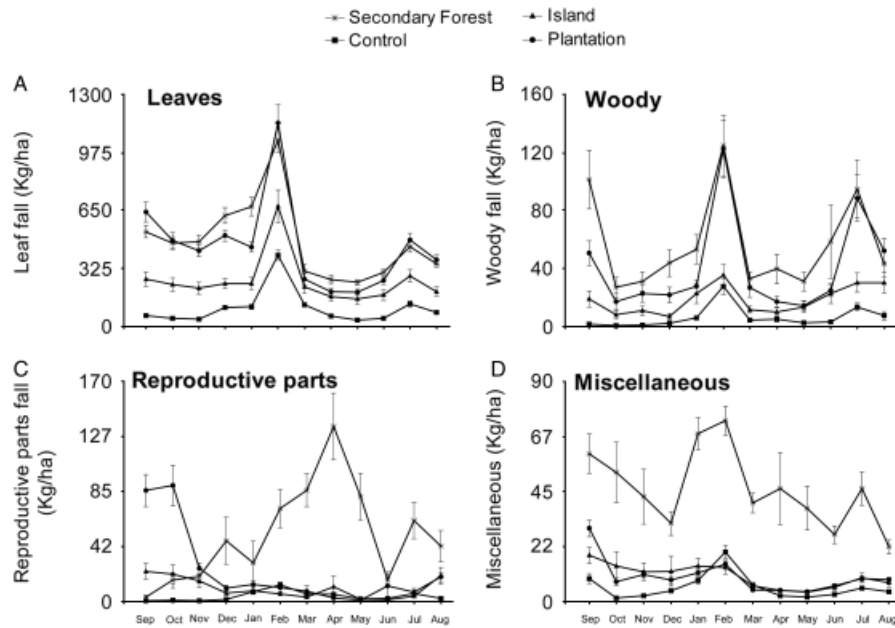 Secondary Forest Island
Control Plantation
A
Leaves
1300
975
650
325
0
Leaf fall (Kg/ha)
B
Woody
160
120
80
40
0
Woody fall (Kg/ha)
C
Reproductive parts
170
127
85
42
0
Reproductive parts fall
(Kg/ha)
Sep Oct Nov Dec Jan Feb Mar Apr May Jun Jul Aug
D
Miscellaneous
90
67
45
22
0
Miscellaneous (Kg/ha)
Sep Oct Nov Dec Jan Feb Mar Apr May Jun Jul Aug